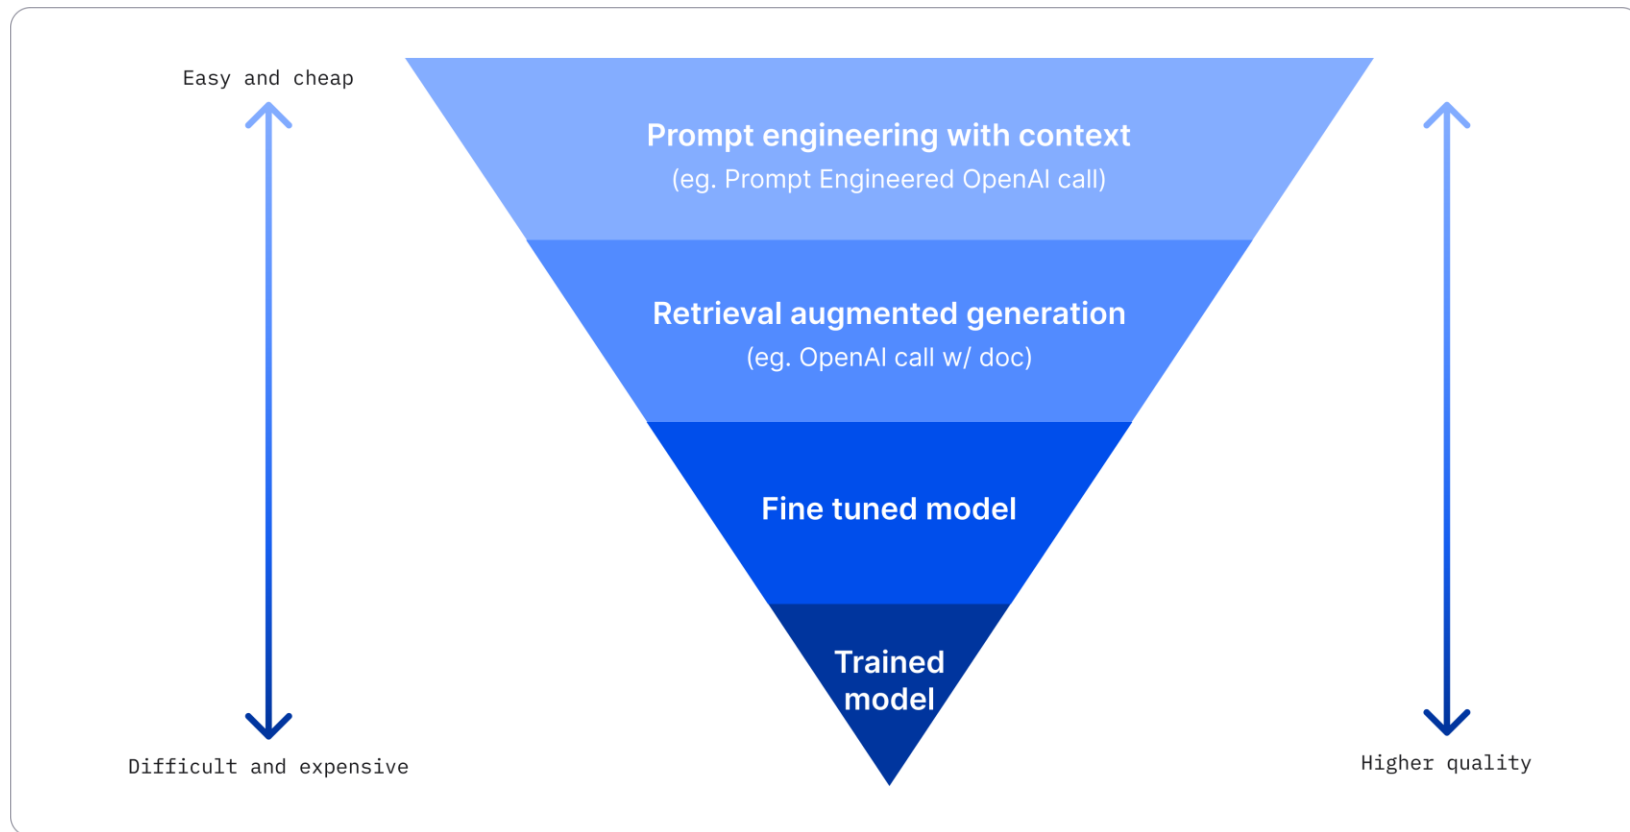 Easy and cheap
Prompt engineering with context
(eg. Prompt Engineered OpenAI call)
Retrieval augmented generation
(eg. OpenAI call w/ doc)
Fine tuned model
Trained
model
Difficult and expensive
Higher quality